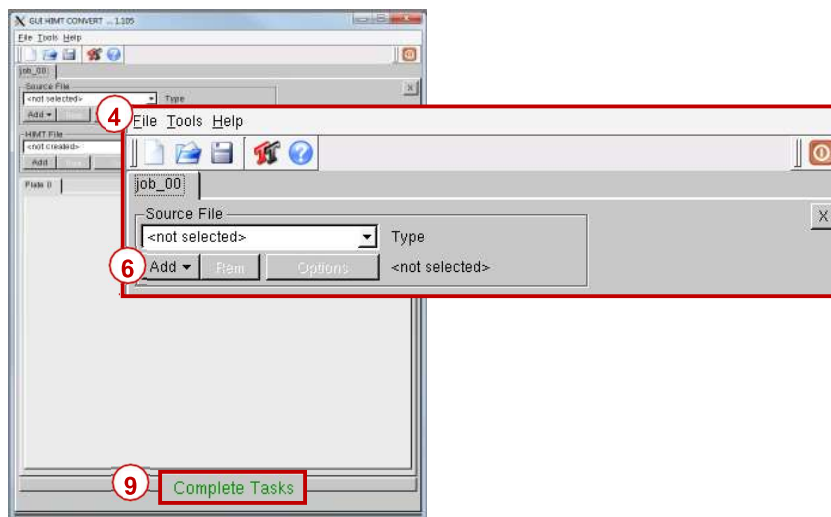 GUI HIMT CONVERT ... 1.105
File Tools Help
job_00
Source File
<not selected>
Type
Add
HIMT File
<not created>
Add
Plate 0
4
File Tools Help
job_00
Source File
<not selected>
Type
X
6
Add
Rem
Options
<not selected>
9
Complete Tasks